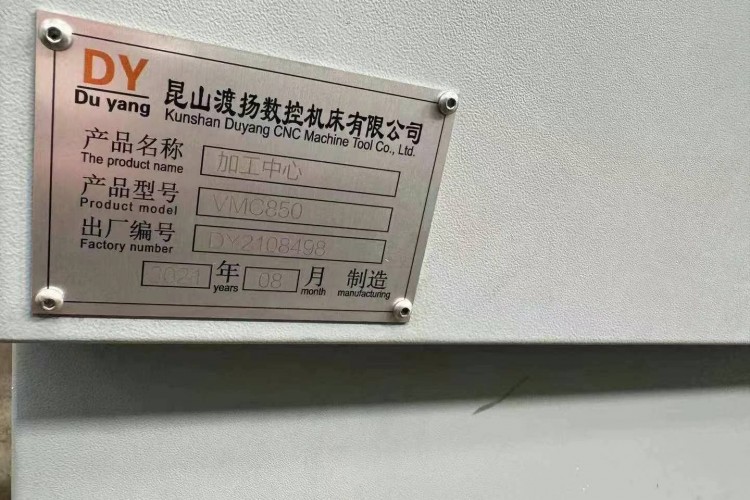 DY
Du yang
昆山渡扬数控机床有限公司
Kunshan Duyang CNC Machine Tool Co., Ltd.
产品名称 加工中心
The product name
产品型号 VMC850
Product model
出厂编号 DY2108498
Factory number
2021 年 08 月 制造
years month manufacturing